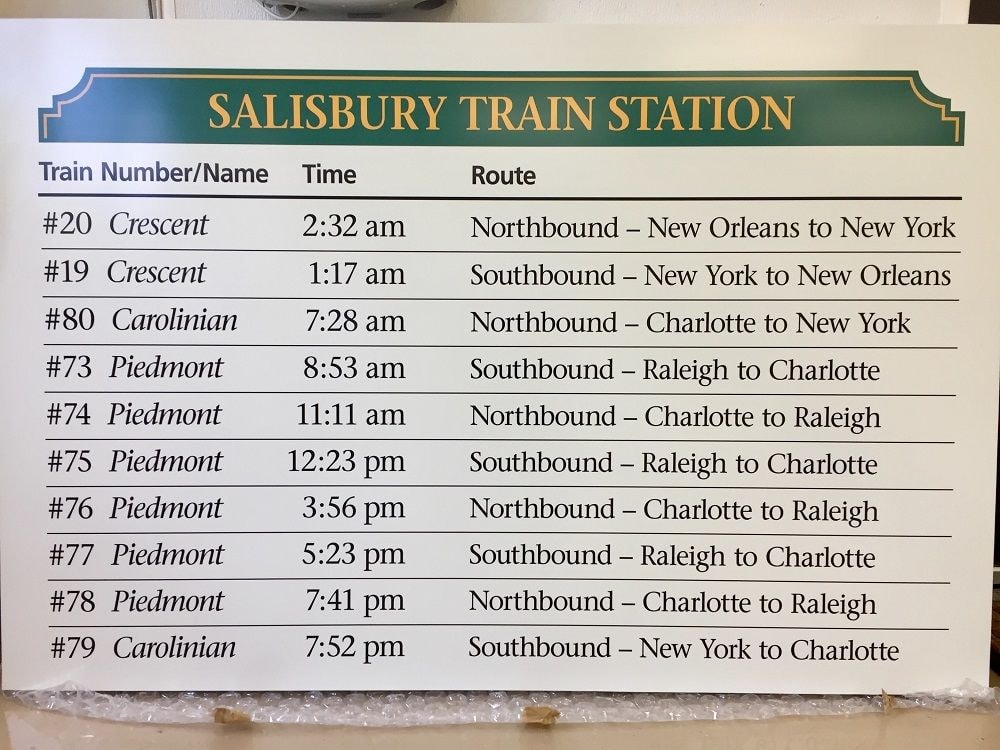 SALISBURY TRAIN STATION
Train Number/Name Time Route
#20 Crescent 2:32 am Northbound – New Orleans to New York
#19 Crescent 1:17 am Southbound – New York to New Orleans
#80 Carolinian 7:28 am Northbound – Charlotte to New York
#73 Piedmont 8:53 am Southbound – Raleigh to Charlotte
#74 Piedmont 11:11 am Northbound – Charlotte to Raleigh
#75 Piedmont 12:23 pm Southbound – Raleigh to Charlotte
#76 Piedmont 3:56 pm Northbound – Charlotte to Raleigh
#77 Piedmont 5:23 pm Southbound – Raleigh to Charlotte
#78 Piedmont 7:41 pm Northbound – Charlotte to Raleigh
#79 Carolinian 7:52 pm Southbound – New York to Charlotte